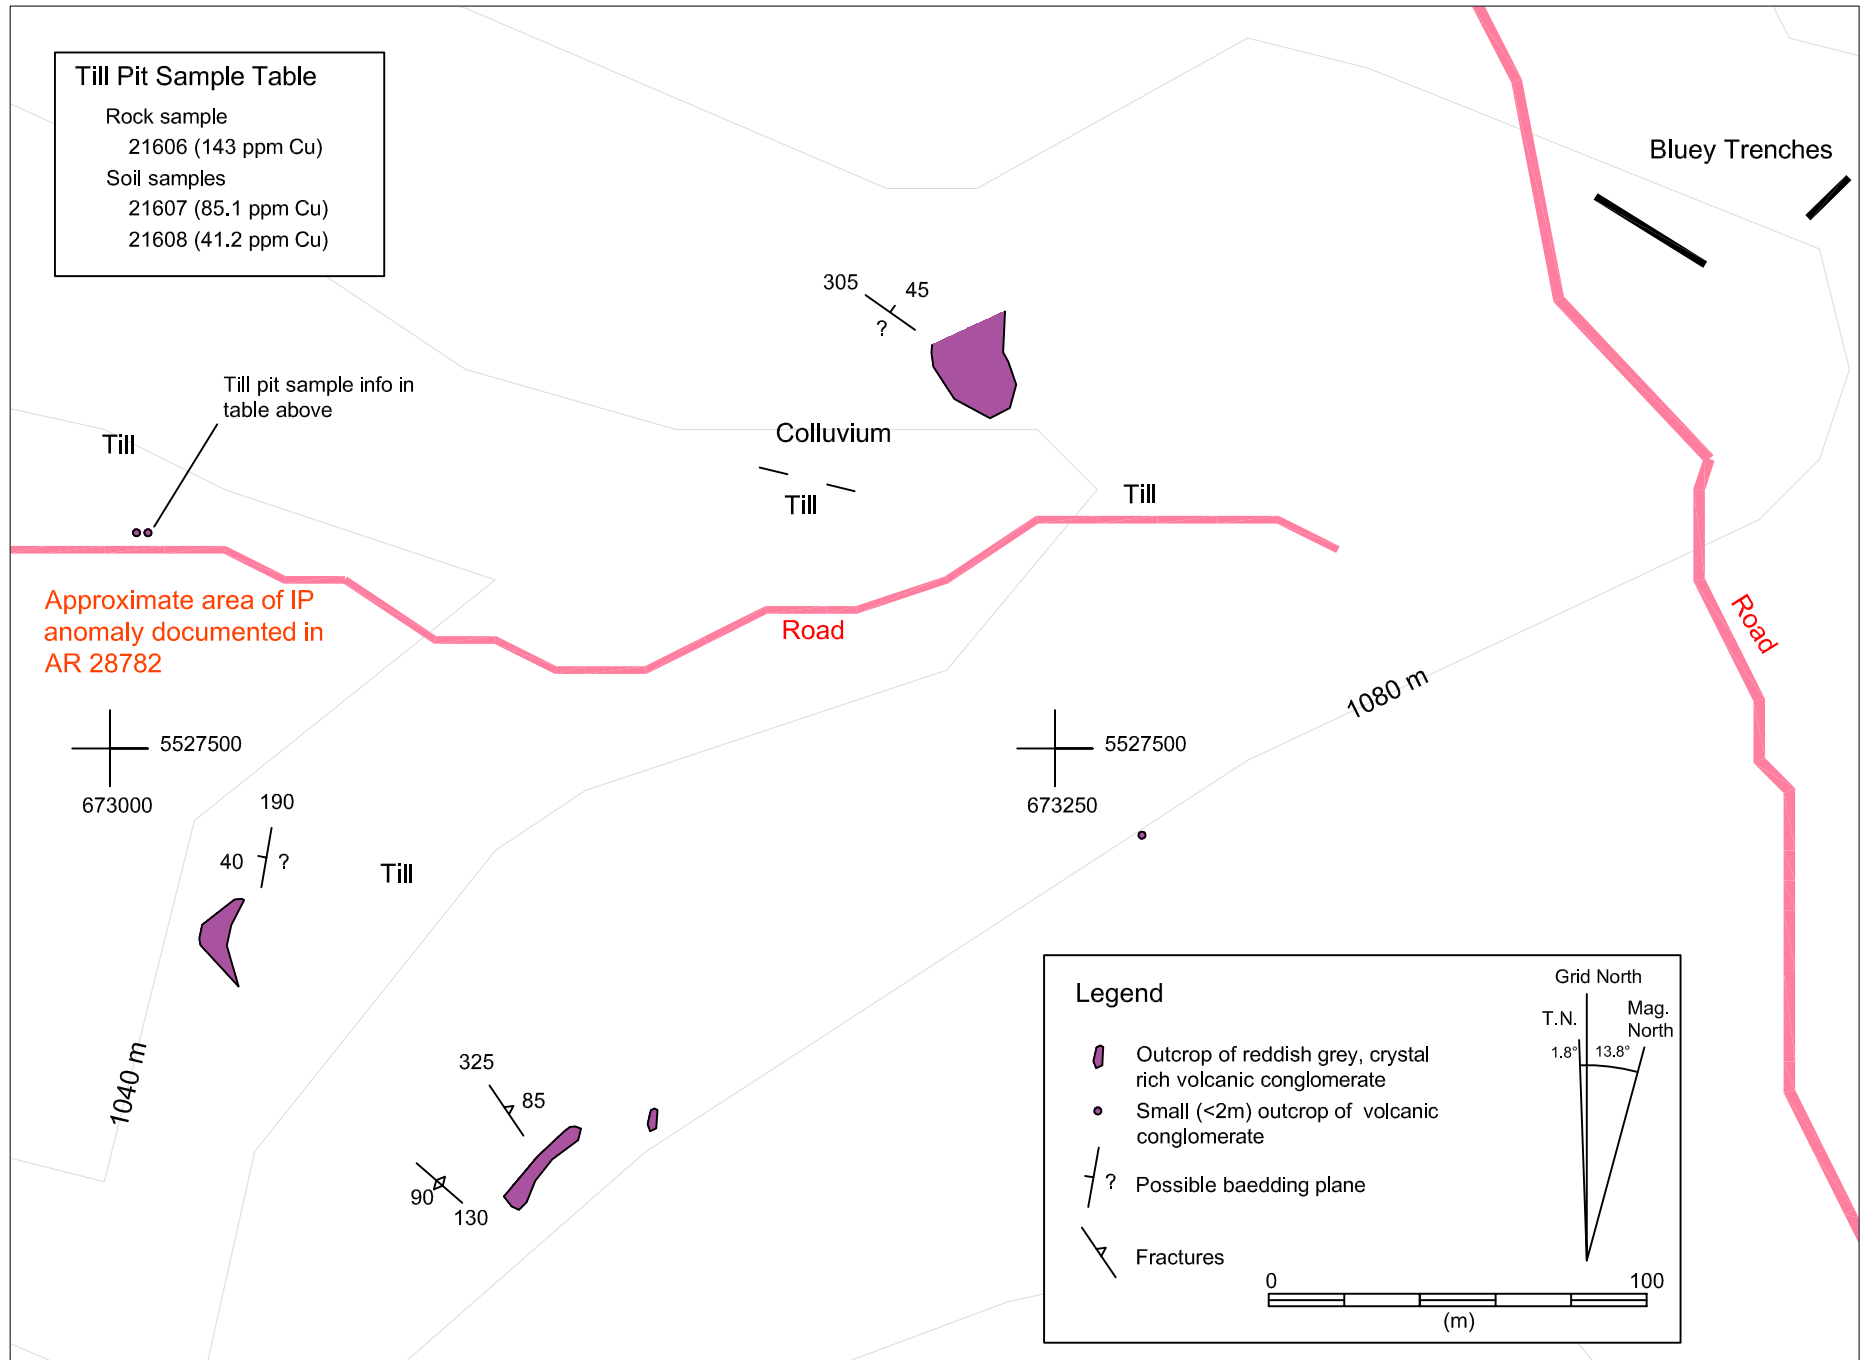 Till Pit Sample Table
Rock sample
21606 (143 ppm Cu)
Soil samples
21607 (85.1 ppm Cu)
21608 (41.2 ppm Cu)
Bluey Trenches
305
45
?
Till pit sample info in
table above
Till
Colluvium
Till
Till
Approximate area of IP
anomaly documented in
AR 28782
Road
Road
1080 m
5527500
673000
5527500
673250
190
40
?
Till
1040 m
325
85
90
130
Legend
Outcrop of reddish grey, crystal
rich volcanic conglomerate
Small (<2m) outcrop of volcanic
conglomerate
?
Possible baedding plane
Fractures
Grid North
T.N.
Mag.
North
1.8°
13.8°
0
100
(m)